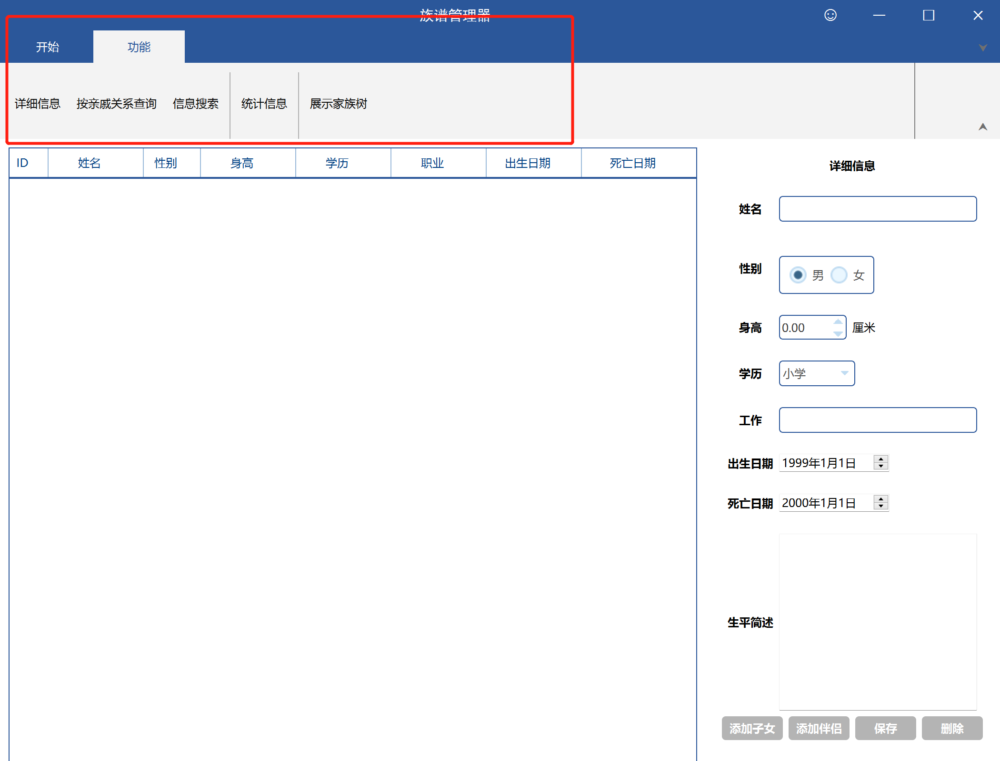 族谱管理器
开始 功能
详细信息 按亲戚关系查询 信息搜索 统计信息 展示家族树
ID 姓名 性别 身高 学历 职业 出生日期 死亡日期
详细信息
姓名
性别 男 女
身高 0.00 厘米
学历 小学
工作
出生日期 1999年1月1日
死亡日期 2000年1月1日
生平简述
添加子女 添加伴侣 保存 删除